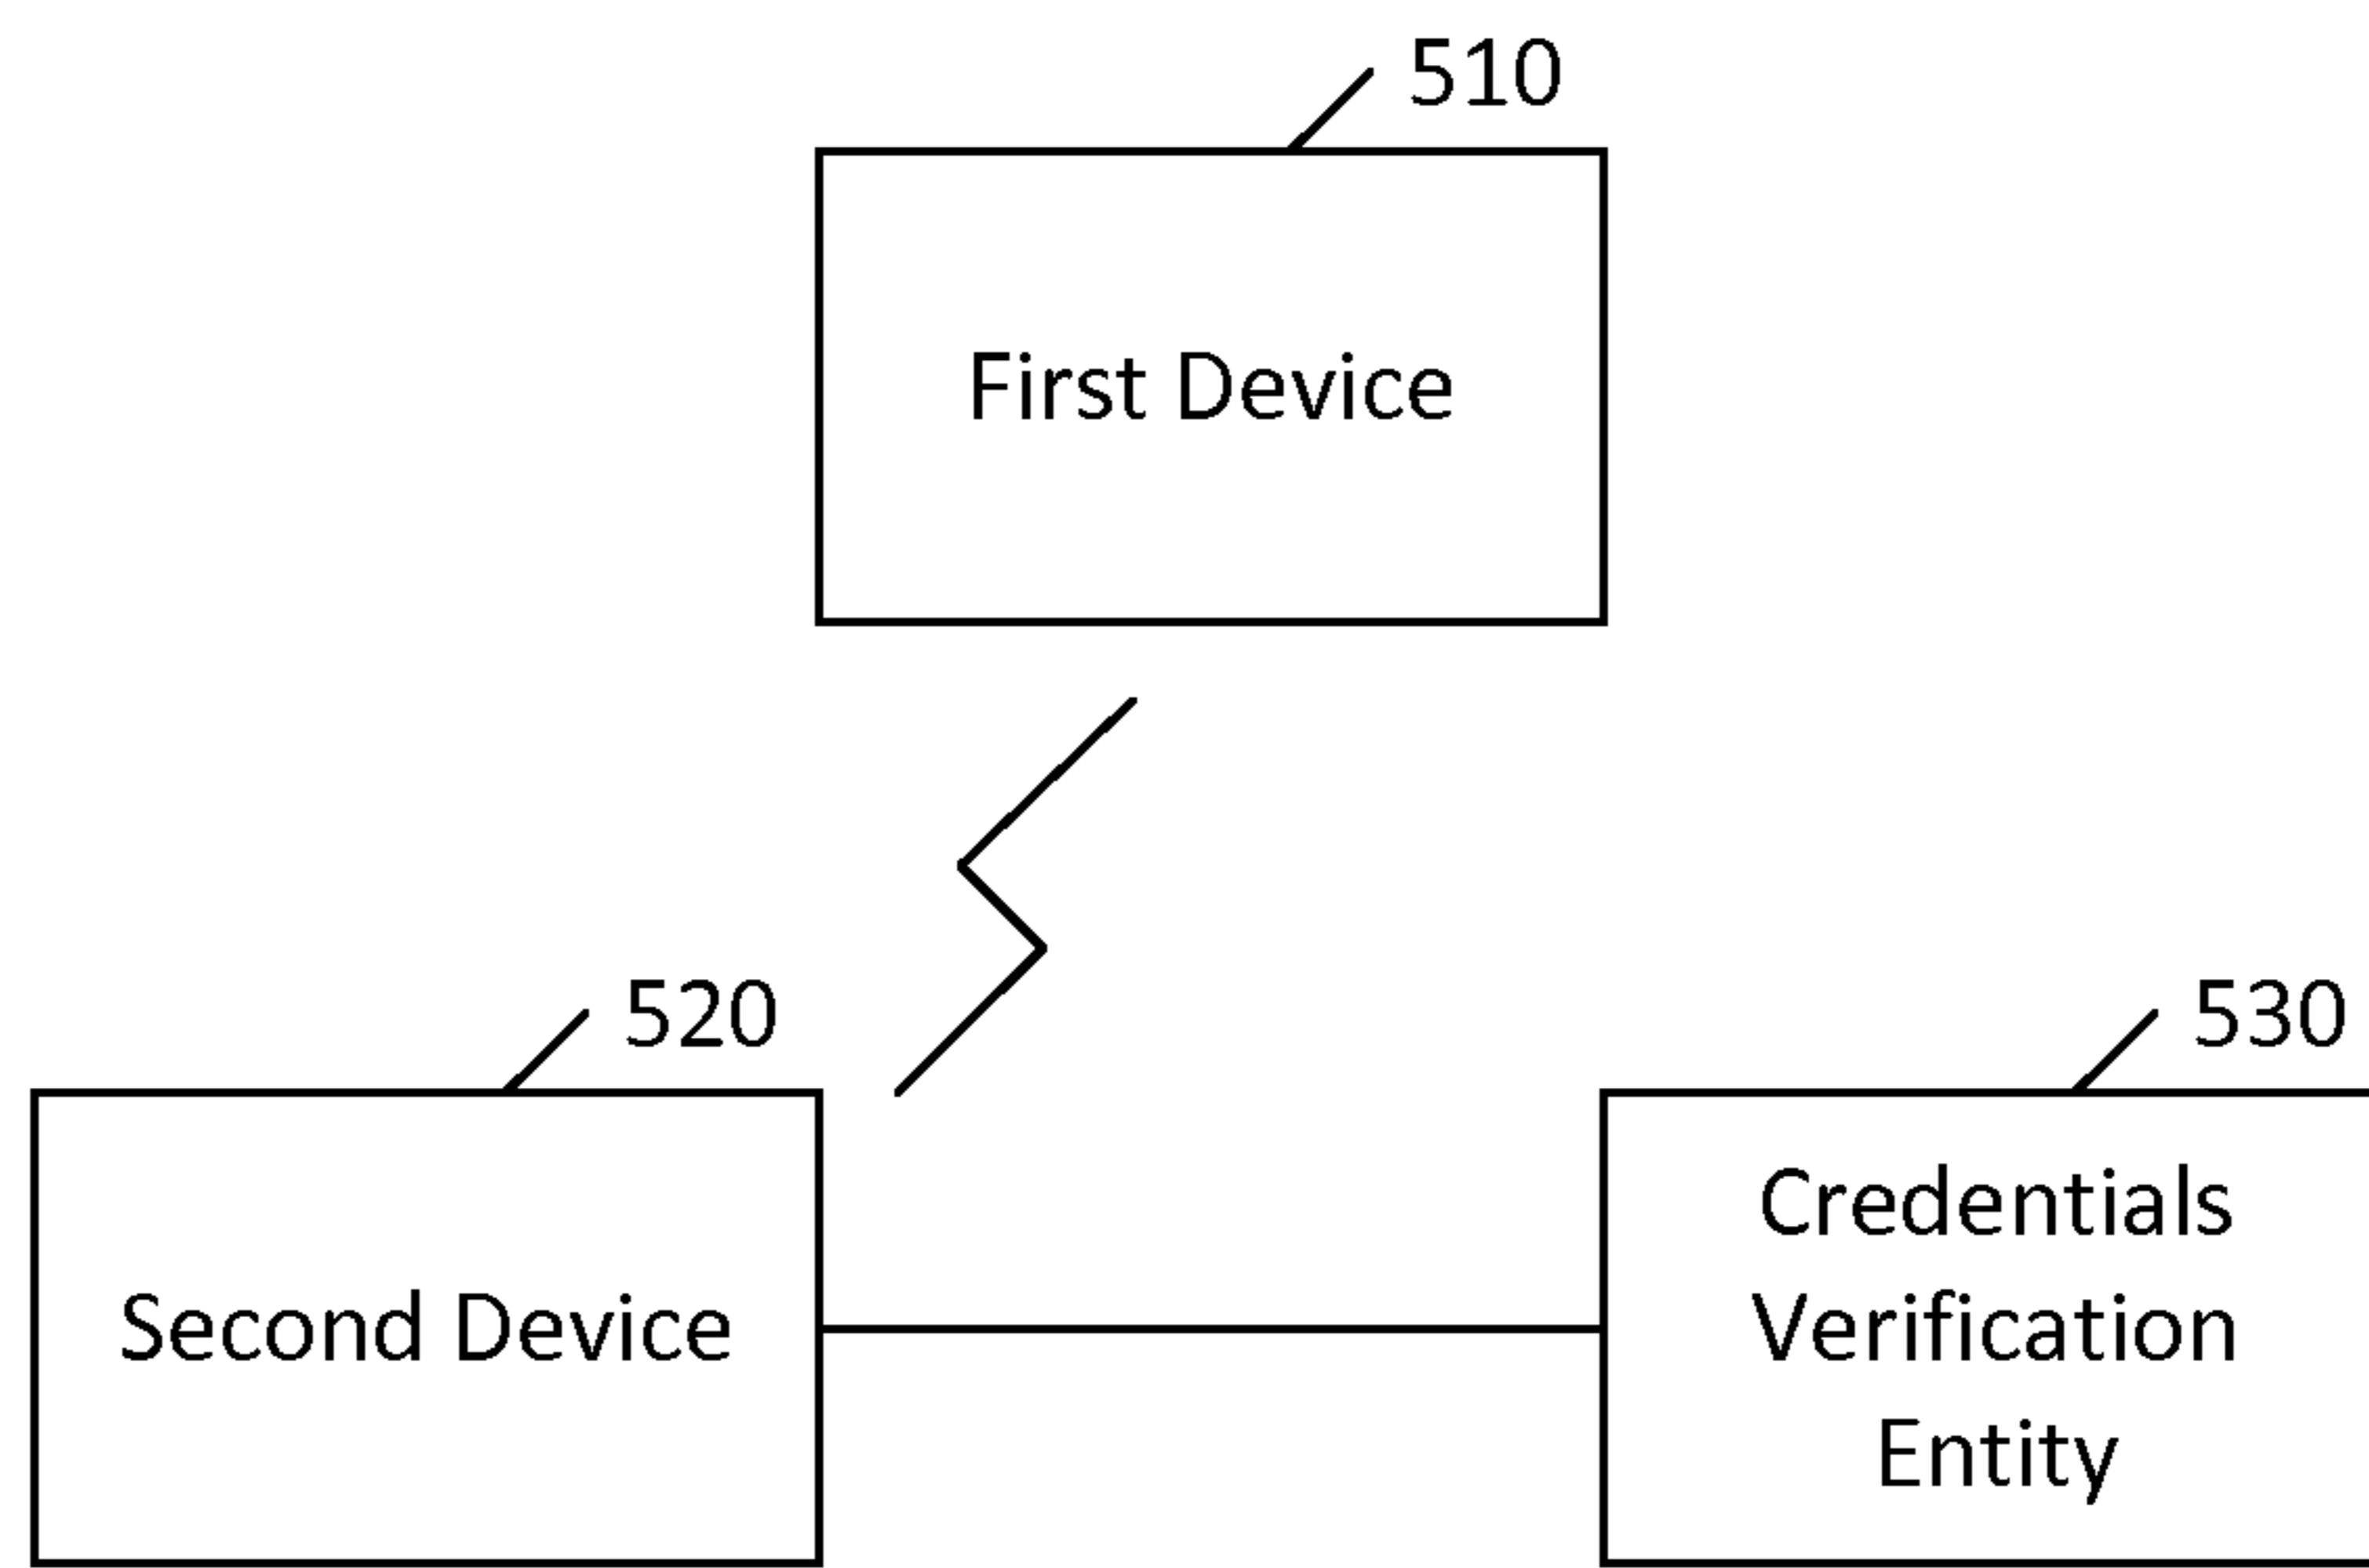 510
First Device
520
530
Second Device
Credentials
Verification
Entity